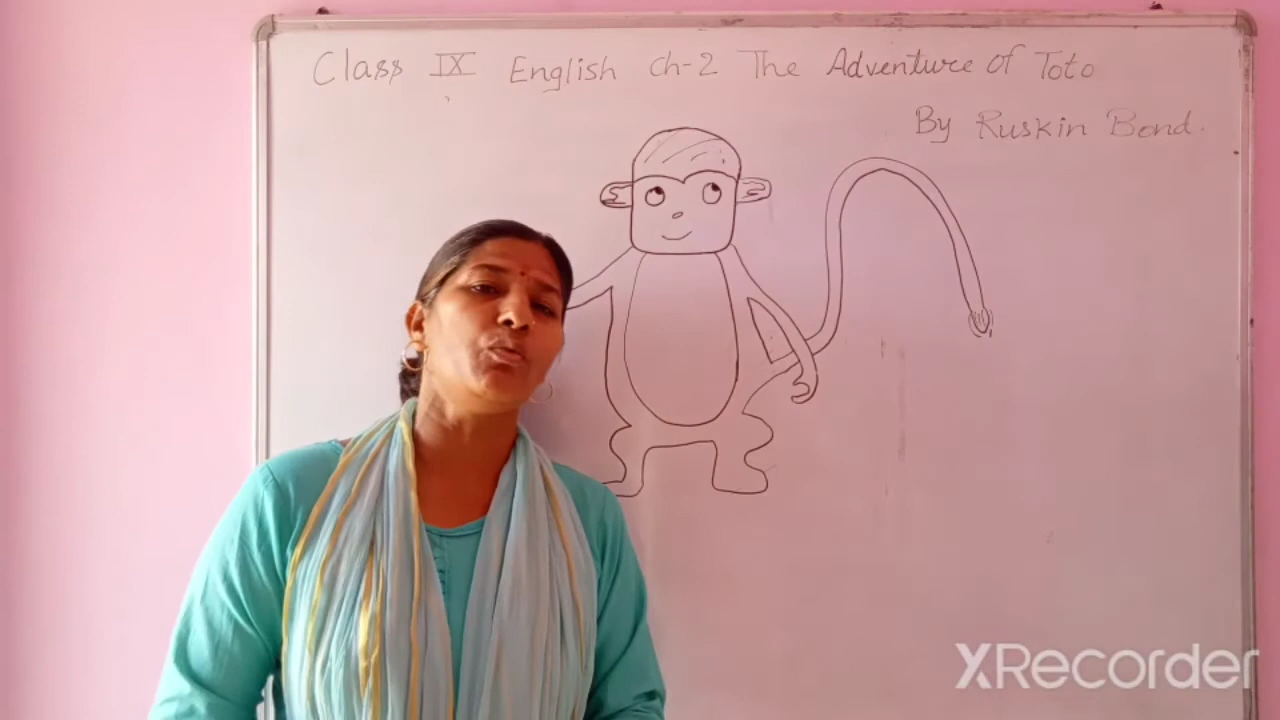 Class IX English Ch-2 The Adventure of Toto
By Ruskin Bond.
XRecorder